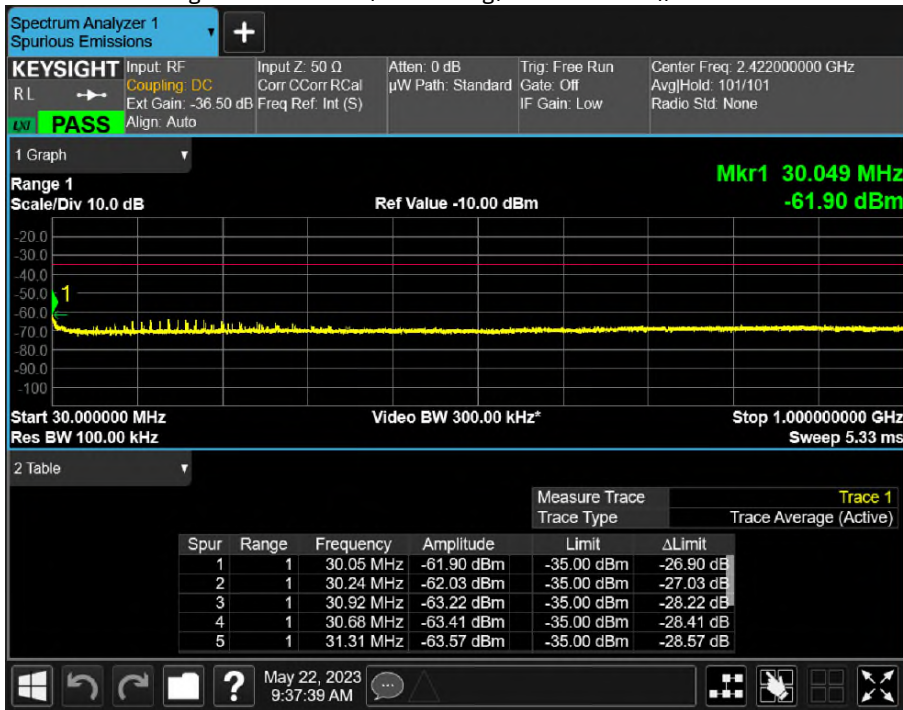 Spectrum Analyzer 1
Spurious Emissions
+
KEYSIGHT Input: RF Input Z: 50 Ω Atten: 0 dB Trig: Free Run Center Freq: 2.422000000 GHz
RL Coupling: DC Corr CCorr RCal µW Path: Standard Gate: Off Avg|Hold: 101/101
Ext Gain: -36.50 dB Freq Ref: Int (S) IF Gain: Low Radio Std: None
LXI PASS Align: Auto
1 Graph
Mkr1 30.049 MHz
Range 1
Scale/Div 10.0 dB Ref Value -10.00 dBm -61.90 dBm
-20.0
-30.0
-40.0
-50.0 1
-60.0
-70.0
-80.0
-90.0
-100
Start 30.000000 MHz Video BW 300.00 kHz* Stop 1.000000000 GHz
Res BW 100.00 kHz Sweep 5.33 ms
2 Table
Measure Trace Trace 1
Trace Type Trace Average (Active)
Spur Range Frequency Amplitude Limit ΔLimit
1 1 30.05 MHz -61.90 dBm -35.00 dBm -26.90 dB
2 1 30.24 MHz -62.03 dBm -35.00 dBm -27.03 dB
3 1 30.92 MHz -63.22 dBm -35.00 dBm -28.22 dB
4 1 30.68 MHz -63.41 dBm -35.00 dBm -28.41 dB
5 1 31.31 MHz -63.57 dBm -35.00 dBm -28.57 dB
? May 22, 2023
9:37:39 AM